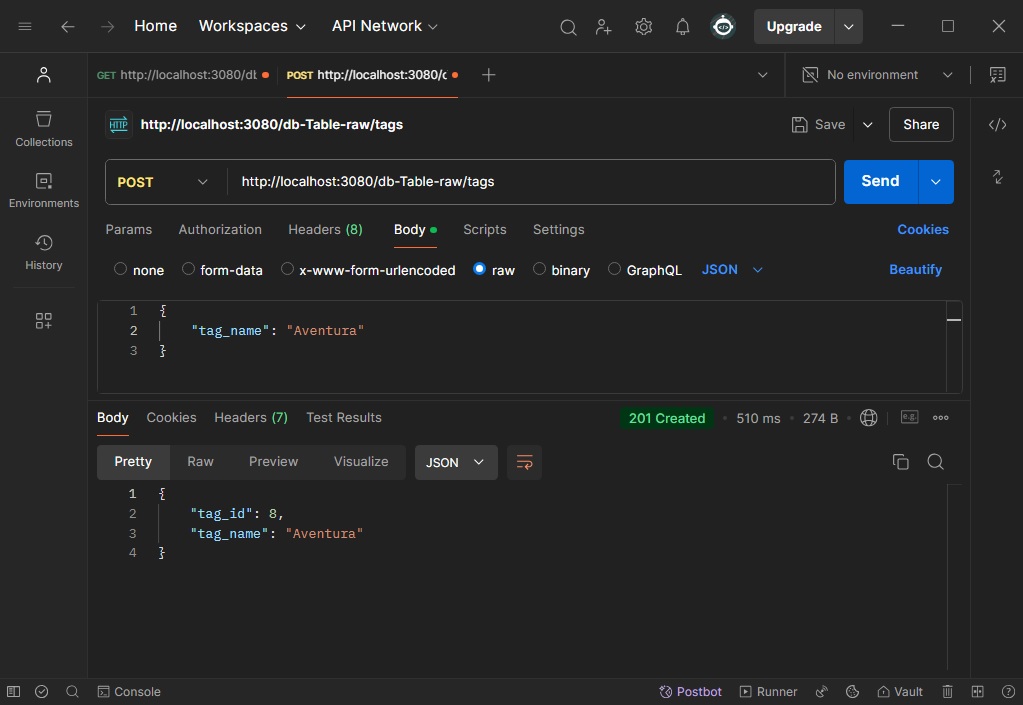 Home Workspaces API Network Upgrade
GET http://localhost:3080/db POST http://localhost:3080/c No environment
HTTP http://localhost:3080/db-Table-raw/tags Save Share
Collections
POST http://localhost:3080/db-Table-raw/tags Send
Environments
Params Authorization Headers (8) Body Scripts Settings Cookies
History
none form-data x-www-form-urlencoded raw binary GraphQL JSON Beautify
1 {
2 "tag_name": "Aventura"
3 }
Body Cookies Headers (7) Test Results 201 Created 510 ms 274 B e.g.
Pretty Raw Preview Visualize JSON
1 {
2 "tag_id": 8,
3 "tag_name": "Aventura"
4 }
Console Postbot Runner Vault